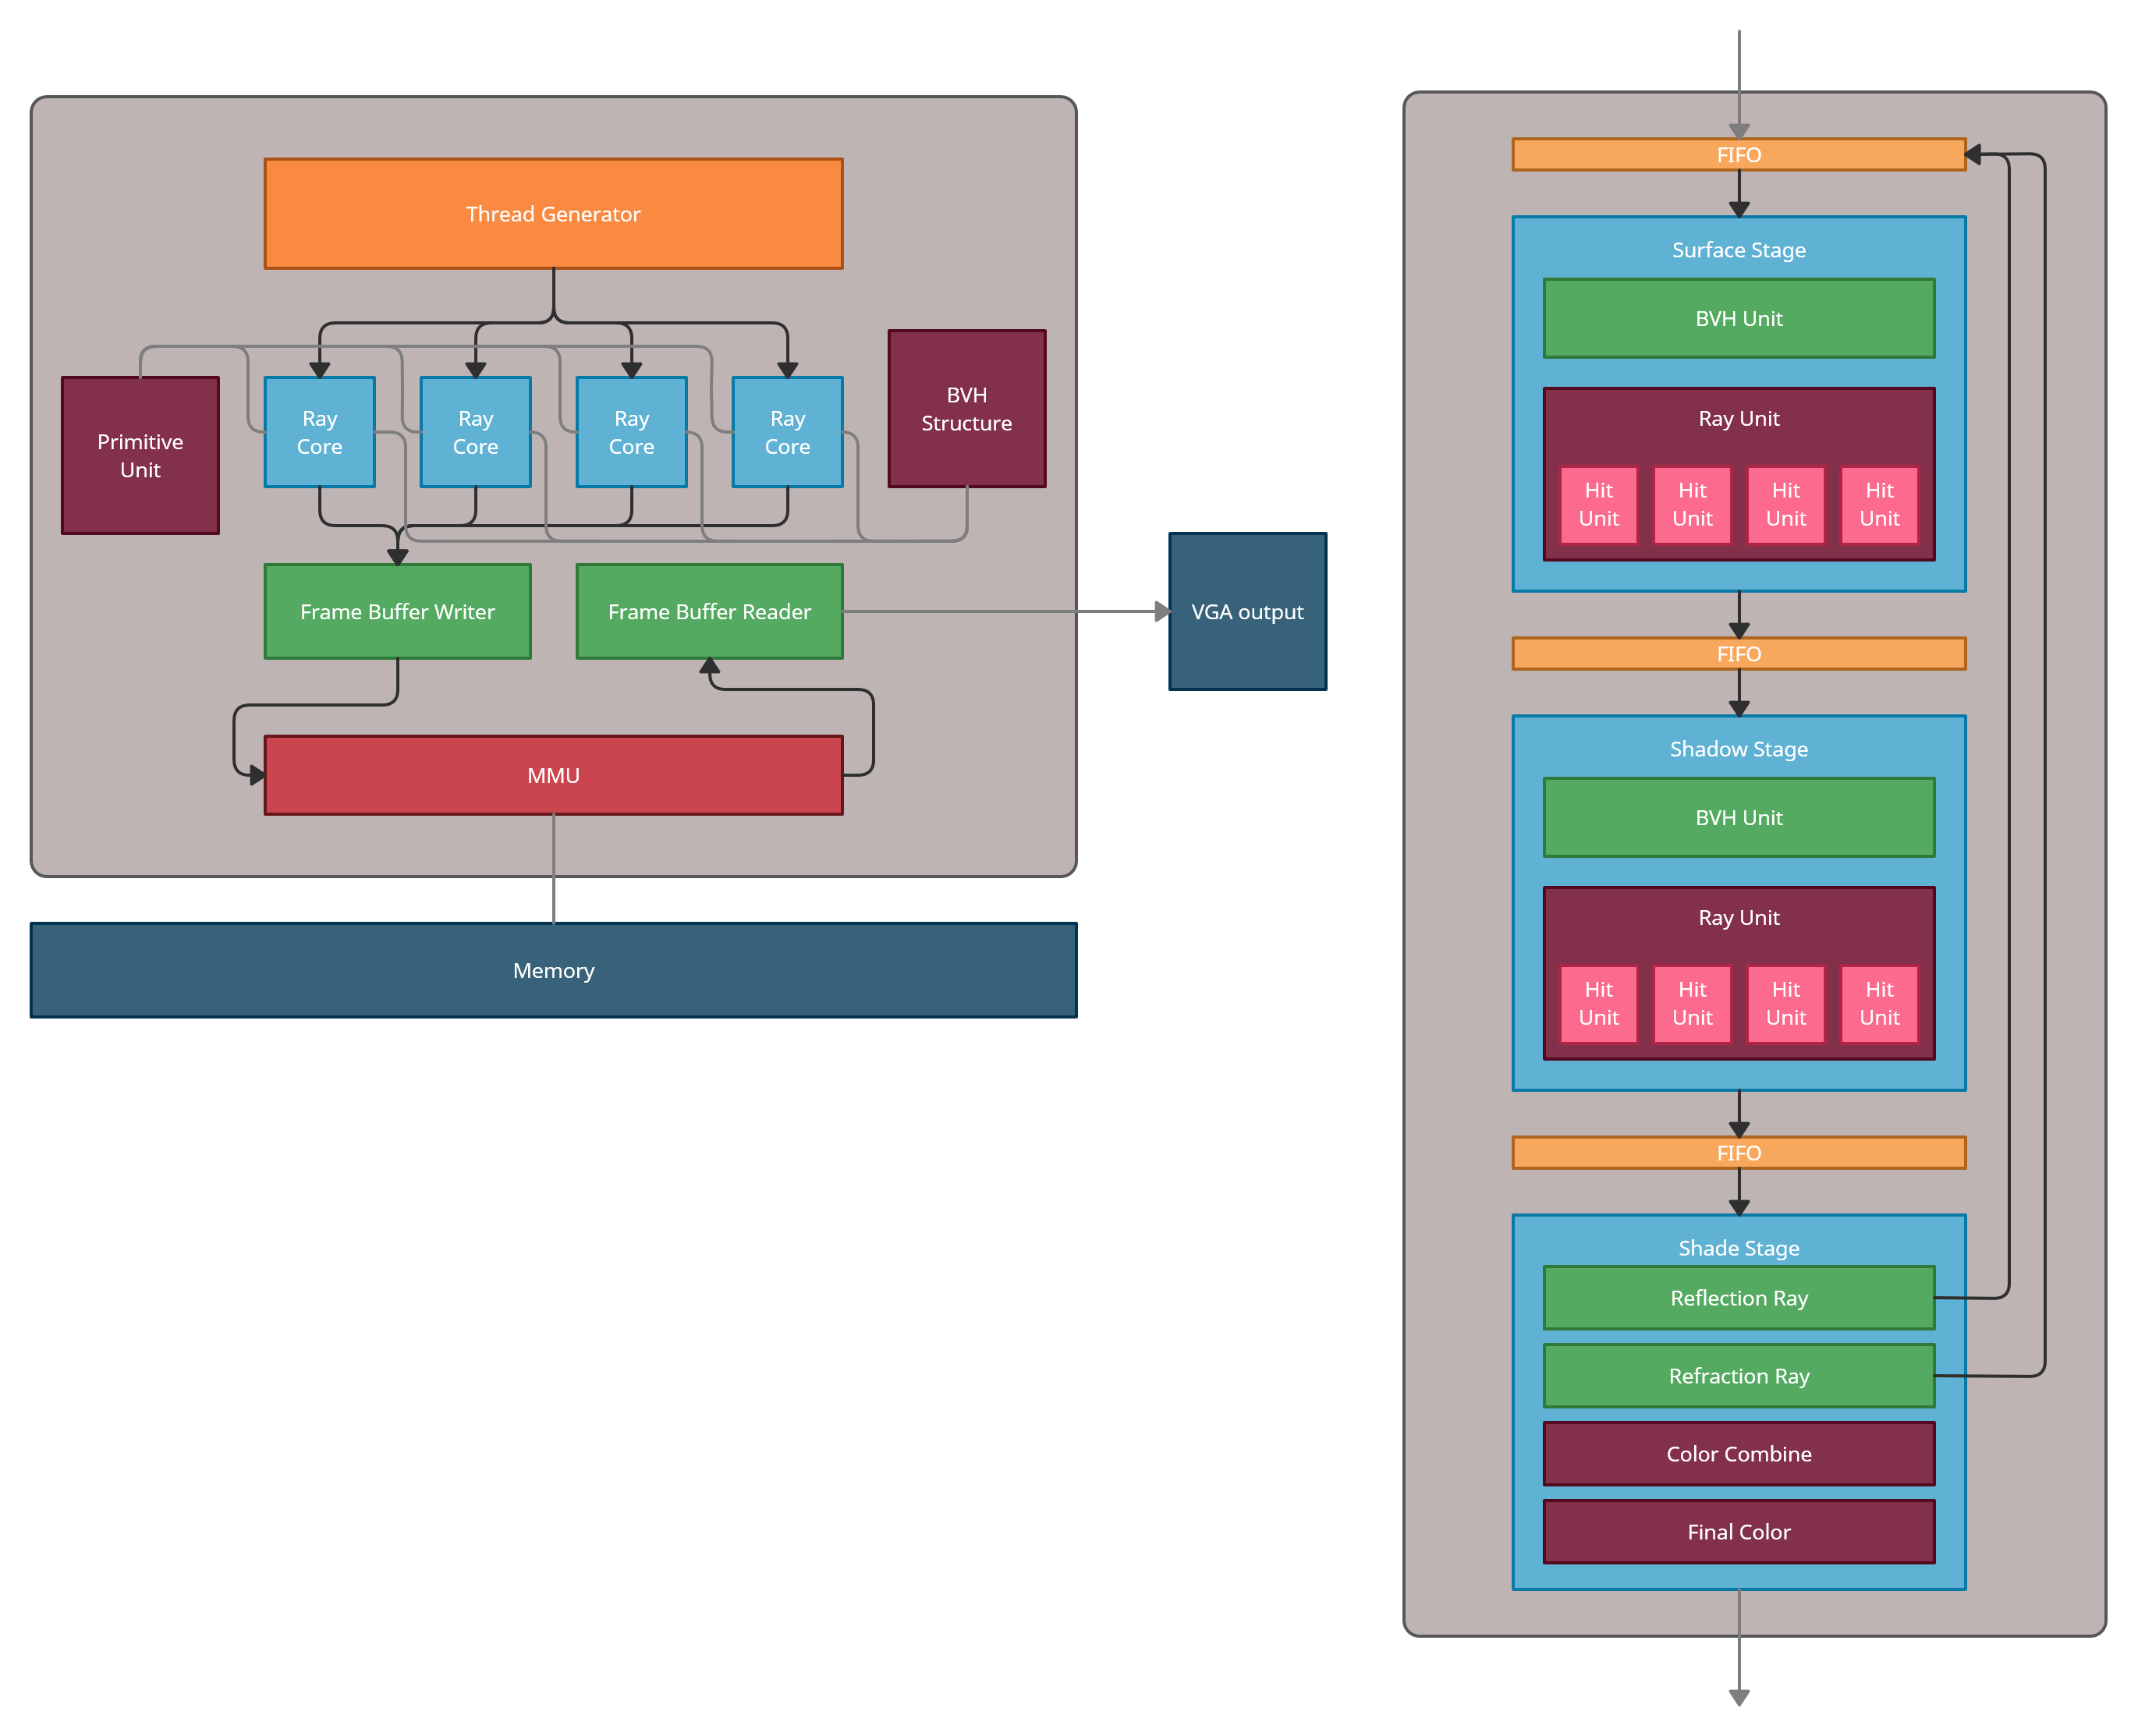 Thread Generator
Primitive
Unit
Ray
Core
Ray
Core
Ray
Core
Ray
Core
BVH
Structure
Frame Buffer Writer
Frame Buffer Reader
VGA output
MMU
Memory
FIFO
Surface Stage
BVH Unit
Ray Unit
Hit
Unit
Hit
Unit
Hit
Unit
Hit
Unit
FIFO
Shadow Stage
BVH Unit
Ray Unit
Hit
Unit
Hit
Unit
Hit
Unit
Hit
Unit
FIFO
Shade Stage
Reflection Ray
Refraction Ray
Color Combine
Final Color